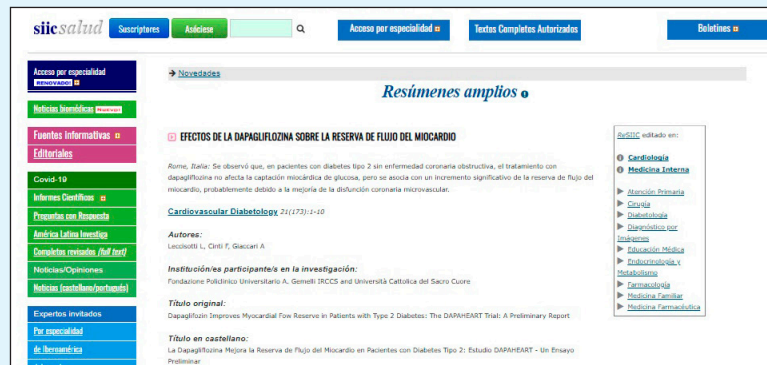 siicsalud
Suscriptores
Asóciese
Acceso por especialidad
Textos Completos Autorizados
Boletines
Acceso por especialidad
RENOVADO!
Noticias biomédicas
Fuentes Informativas
Editoriales
Covid-19
Informes Científicos
Preguntas con Respuesta
América Latina Investiga
Completos revisados (full text)
Noticias/Opiniones
Noticias (castellano/portugués)
Expertos invitados
Por especialidad
de Iberoamérica
→ Novedades
Resúmenes amplios
EFECTOS DE LA DAPAGLIFLOZINA SOBRE LA RESERVA DE FLUJO DEL MIOCARDIO
Rome, Italia: Se observó que, en pacientes con diabetes tipo 2 sin enfermedad coronaria obstructiva, el tratamiento con
dapagliflozina no afecta la captación miocárdica de glucosa, pero se asocia con un incremento significativo de la reserva de flujo del
miocardio, probablemente debido a la mejoría de la disfunción coronaria microvascular.
Cardiovascular Diabetology 21(173):1-10
Autores:
Leccisotti L, Cinti F, Giaccari A
Institución/es participante/s en la investigación:
Fondazione Policlinico Universitario A. Gemelli IRCCS and Università Cattolica del Sacro Cuore
Título original:
Dapagliflozin Improves Myocardial Fow Reserve in Patients with Type 2 Diabetes: The DAPAHEART Trial: A Preliminary Report
Título en castellano:
La Dapagliflozina Mejora la Reserva de Flujo del Miocardio en Pacientes con Diabetes Tipo 2: Estudio DAPAHEART - Un Ensayo
Preliminar
ReSIIC editado en:
Cardiología
Medicina Interna
Atención Primaria
Cirugía
Diabetología
Diagnóstico por
Imágenes
Educación Médica
Endocrinología y
Metabolismo
Farmacología
Medicina Familiar
Medicina Farmacéutica